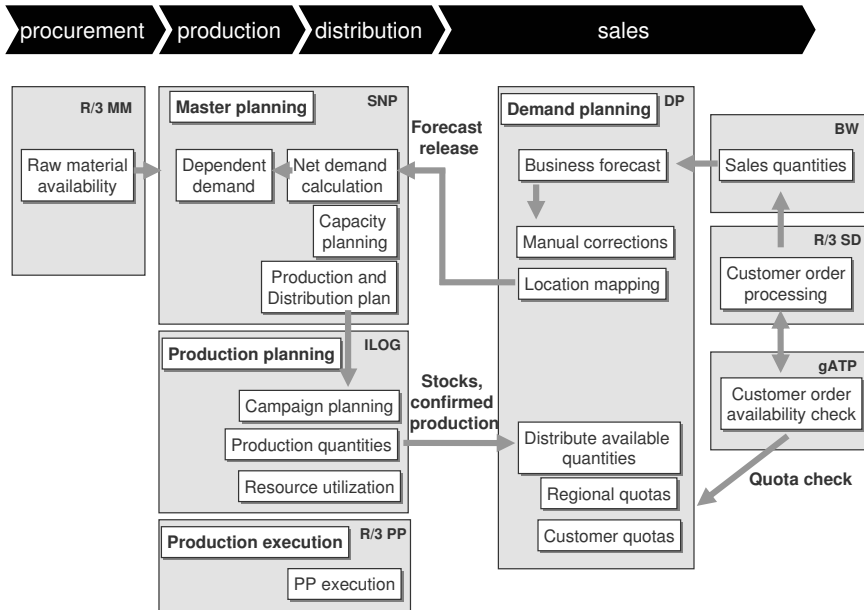 procurement
production
distribution
sales
R/3 MM
Raw material
availability
Master planning
SNP
Dependent
demand
Net demand
calculation
Capacity
planning
Production and
Distribution plan
Production planning
ILOG
Campaign planning
Production quantities
Resource utilization
Production execution
R/3 PP
PP execution
Forecast
release
Stocks,
confirmed
production
Demand planning
DP
Business forecast
Manual corrections
Location mapping
Distribute available
quantities
Regional quotas
Customer quotas
BW
Sales quantities
R/3 SD
Customer order
processing
gATP
Customer order
availability check
Quota check